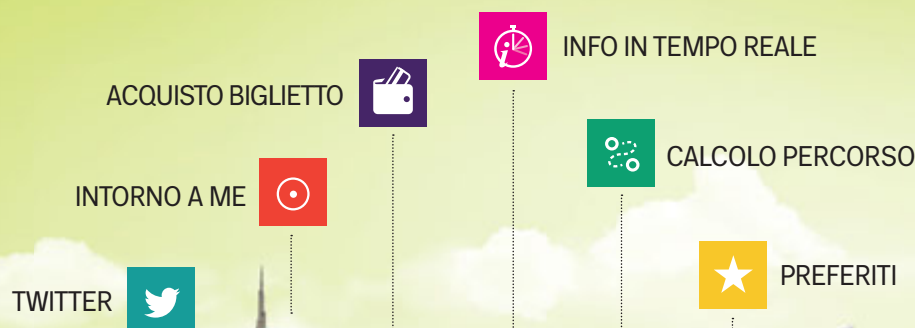 INFO IN TEMPO REALE
ACQUISTO BIGLIETTO
CALCOLO PERCORSO
INTORNO A ME
PREFERITI
TWITTER